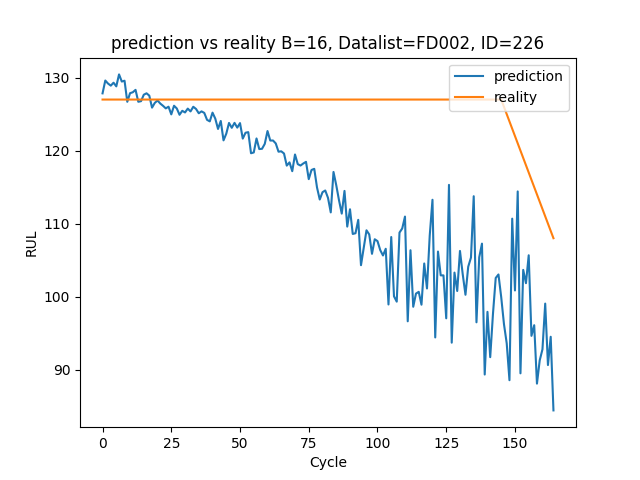 prediction vs reality B=16, Datalist=FD002, ID=226
prediction
reality
130
120
110
100
90
RUL
0 25 50 75 100 125 150
Cycle